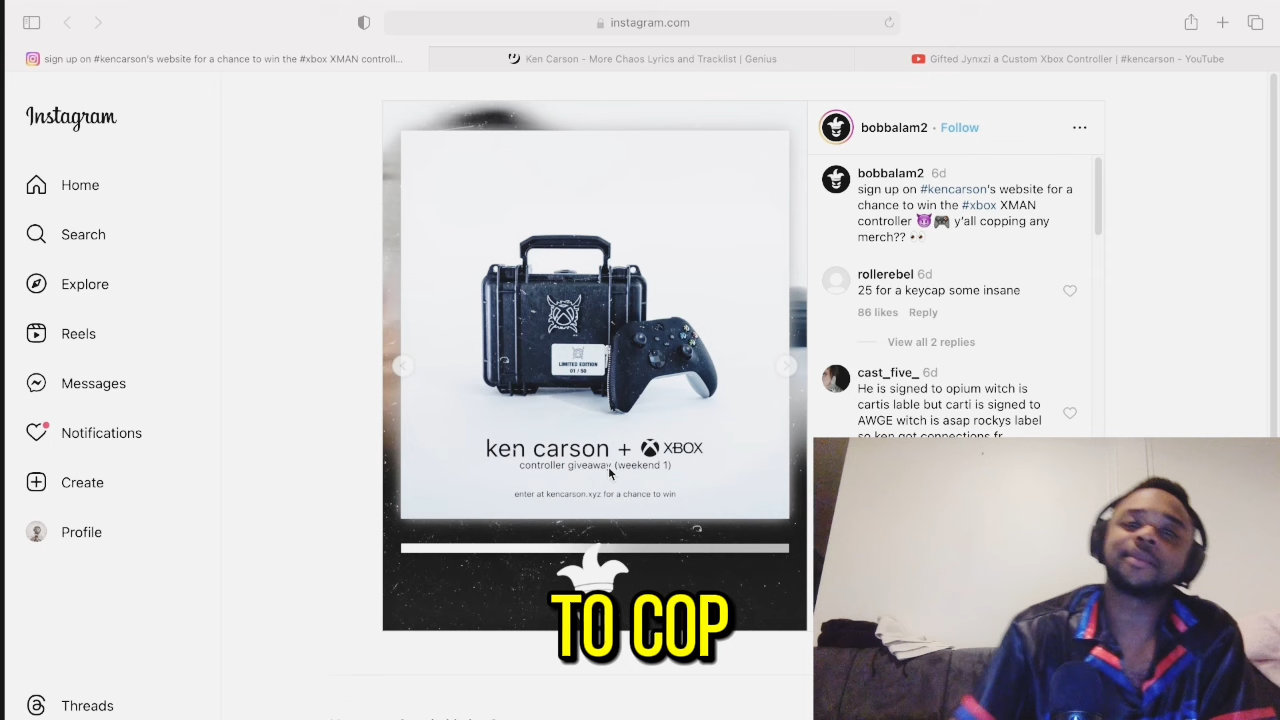 instagram.com
sign up on #kencarson's website for a chance to win the #xbox XMAN controll...
Ken Carson - More Chaos Lyrics and Tracklist | Genius
Gifted Jynxzi a Custom Xbox Controller | #kencarson - YouTube
Instagram
Home
Search
Explore
Reels
Messages
Notifications
Create
Profile
Threads
LIMITED EDITION
01 / 50
ken carson + XBOX
controller giveaway (weekend 1)
enter at kencarson.xyz for a chance to win
TO COP
bobbalam2 • Follow
bobbalam2 6d
sign up on #kencarson's website for a
chance to win the #xbox XMAN
controller 😈🎮 y'all copping any
merch?? 👀
rollerebel 6d
25 for a keycap some insane
86 likes Reply
View all 2 replies
cast_five_ 6d
He is signed to opium witch is
cartis lable but carti is signed to
AWGE witch is asap rockys label
so ken got connections fr